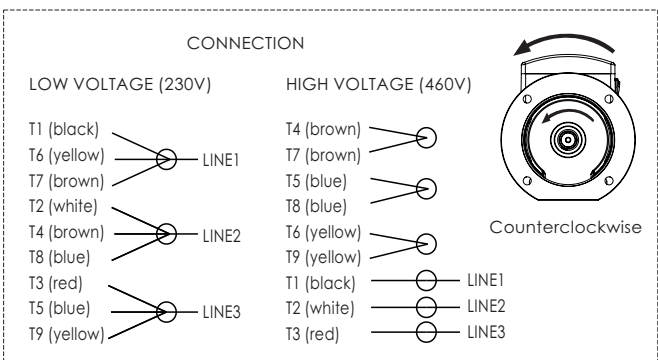 CONNECTION
LOW VOLTAGE (230V)
T1 (black)
T6 (yellow)
T7 (brown)
LINE1
T2 (white)
T4 (brown)
T8 (blue)
LINE2
T3 (red)
T5 (blue)
T9 (yellow)
LINE3
HIGH VOLTAGE (460V)
T4 (brown)
T7 (brown)
T5 (blue)
T8 (blue)
T6 (yellow)
T9 (yellow)
T1 (black) LINE1
T2 (white) LINE2
T3 (red) LINE3
Counterclockwise